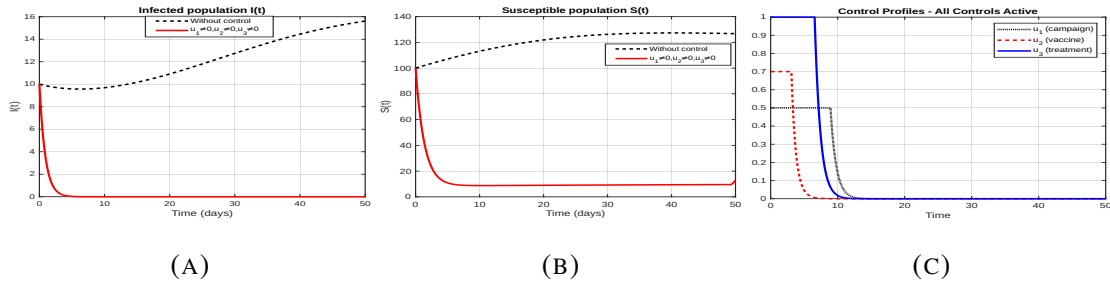 Infected population I(t)
16
14
12
10
8
6
4
2
0
I(t)
Without control
u₁≠0,u₂≠0,u₃≠0
0
10
20
30
40
50
Time (days)
(A)
Susceptible population S(t)
140
120
100
80
60
40
20
0
S(t)
Without control
u₁≠0,u₂≠0,u₃≠0
0
10
20
30
40
50
Time (days)
(B)
Control Profiles - All Controls Active
1
0.9
0.8
0.7
0.6
0.5
0.4
0.3
0.2
0.1
0
u₁ (campaign)
u₂ (vaccine)
u₃ (treatment)
0
10
20
30
40
50
Time
(C)